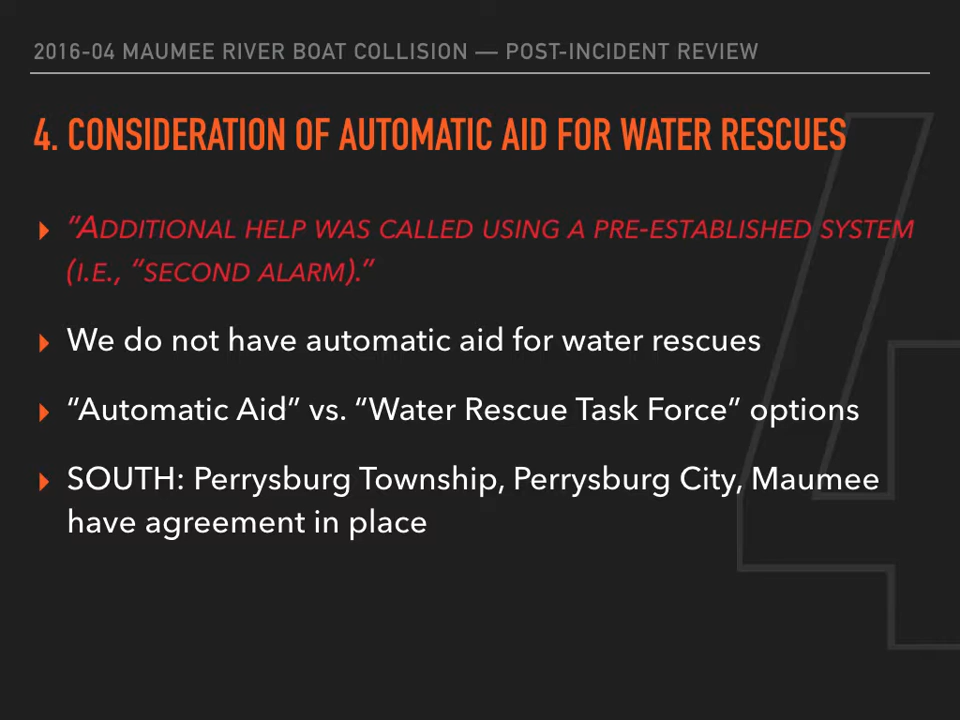 2016-04 MAUMEE RIVER BOAT COLLISION — POST-INCIDENT REVIEW
4. CONSIDERATION OF AUTOMATIC AID FOR WATER RESCUES
▸ "ADDITIONAL HELP WAS CALLED USING A PRE-ESTABLISHED SYSTEM
(I.E., "SECOND ALARM)."
▸ We do not have automatic aid for water rescues
▸ "Automatic Aid" vs. "Water Rescue Task Force" options
▸ SOUTH: Perrysburg Township, Perrysburg City, Maumee
have agreement in place
4